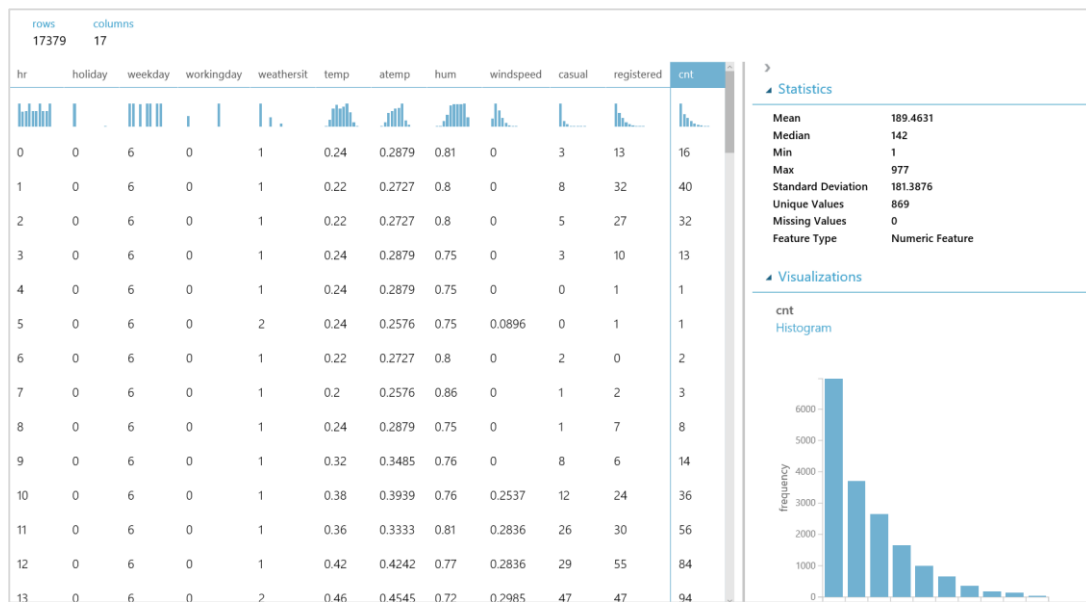 rows columns
17379 17
hr holiday weekday workingday weathersit temp atemp hum windspeed casual registered cnt
0 0 6 0 1 0.24 0.2879 0.81 0 3 13 16
1 0 6 0 1 0.22 0.2727 0.8 0 8 32 40
2 0 6 0 1 0.22 0.2727 0.8 0 5 27 32
3 0 6 0 1 0.24 0.2879 0.75 0 3 10 13
4 0 6 0 1 0.24 0.2879 0.75 0 0 1 1
5 0 6 0 2 0.24 0.2576 0.75 0.0896 0 1 1
6 0 6 0 1 0.22 0.2727 0.8 0 2 0 2
7 0 6 0 1 0.2 0.2576 0.86 0 1 2 3
8 0 6 0 1 0.24 0.2879 0.75 0 1 7 8
9 0 6 0 1 0.32 0.3485 0.76 0 8 6 14
10 0 6 0 1 0.38 0.3939 0.76 0.2537 12 24 36
11 0 6 0 1 0.36 0.3333 0.81 0.2836 26 30 56
12 0 6 0 1 0.42 0.4242 0.77 0.2836 29 55 84
13 0 6 0 2 0.46 0.4545 0.72 0.2985 47 47 94
Statistics
Mean 189.4631
Median 142
Min 1
Max 977
Standard Deviation 181.3876
Unique Values 869
Missing Values 0
Feature Type Numeric Feature
Visualizations
cnt
Histogram
frequency
6000
5000
4000
3000
2000
1000
0